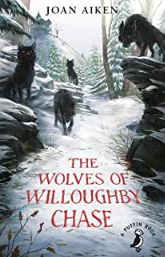 JOAN AIKEN
THE
WOLVES OF
WILLOUGHBY
CHASE
A PUFFIN BOOK